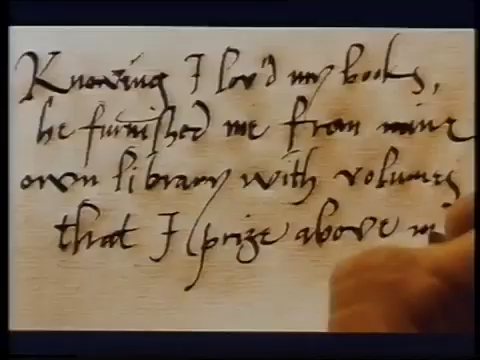 Knowing I lov'd my books,
he furnished me from mine
own library with volumes
that I prize above m